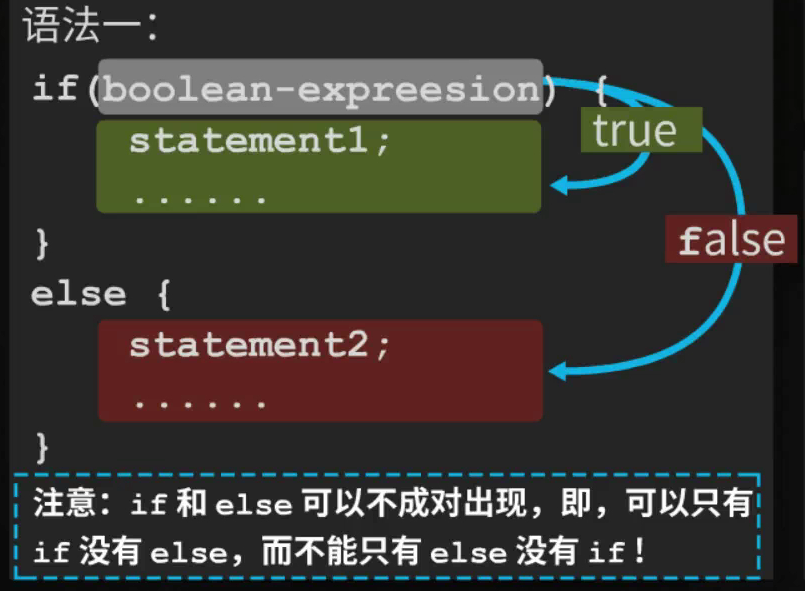 语法一：
if(boolean-expreesion) {
true
statement1;
......
}
false
else {
statement2;
......
}
注意：if 和 else 可以不成对出现，即，可以只有
if 没有 else，而不能只有 else 没有 if！